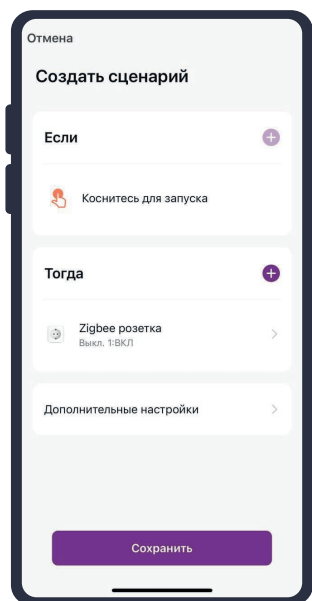 Отмена
Создать сценарий
Если
Коснитесь для запуска
Тогда
Zigbee розетка
Выкл. 1:ВКЛ
Дополнительные настройки
Сохранить